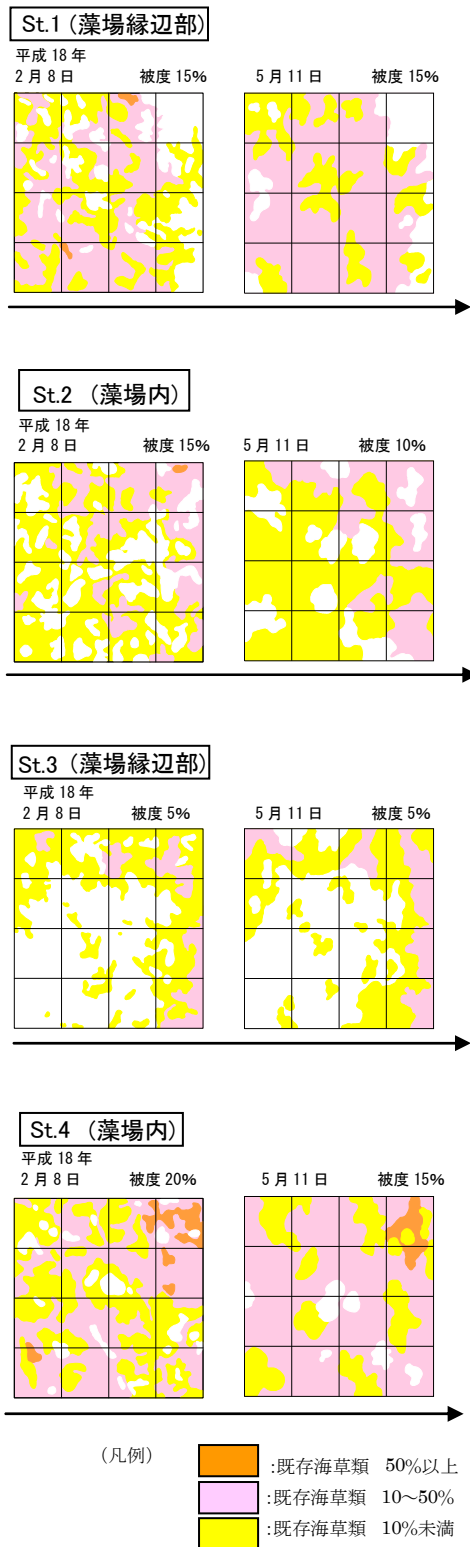 St.1 (藻場縁辺部)
平成 18 年
2 月 8 日 被度 15%
5 月 11 日 被度 15%
St.2 (藻場内)
平成 18 年
2 月 8 日 被度 15%
5 月 11 日 被度 10%
St.3 (藻場縁辺部)
平成 18 年
2 月 8 日 被度 5%
5 月 11 日 被度 5%
St.4 (藻場内)
平成 18 年
2 月 8 日 被度 20%
5 月 11 日 被度 15%
(凡例)
:既存海草類 50%以上
:既存海草類 10～50%
:既存海草類 10%未満